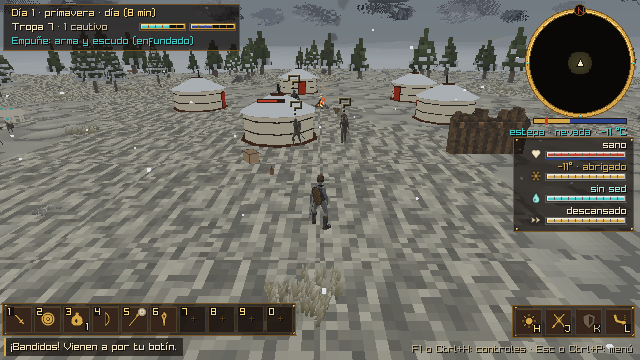 Día 1 · primavera · día (8 min)
Tropa 7 · 1 cautivo
Empuñe: arma y escudo (enfundado)
N
estepa · nevada · -11 °C
sano
-11° · abrigado
sin sed
descansado
1 2 3 4 5 6 7 8 9 0
1
H J K L
¡Bandidos! Vienen a por tu botín.
F1 o Ctrl+H: controles · Esc o Ctrl+P: menú